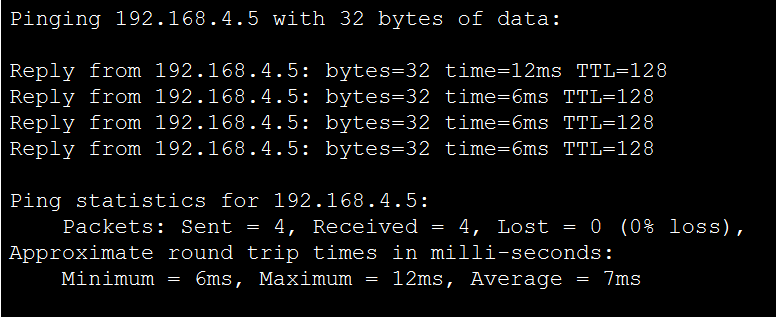 Pinging 192.168.4.5 with 32 bytes of data:
Reply from 192.168.4.5: bytes=32 time=12ms TTL=128
Reply from 192.168.4.5: bytes=32 time=6ms TTL=128
Reply from 192.168.4.5: bytes=32 time=6ms TTL=128
Reply from 192.168.4.5: bytes=32 time=6ms TTL=128
Ping statistics for 192.168.4.5:
Packets: Sent = 4, Received = 4, Lost = 0 (0% loss),
Approximate round trip times in milli-seconds:
Minimum = 6ms, Maximum = 12ms, Average = 7ms